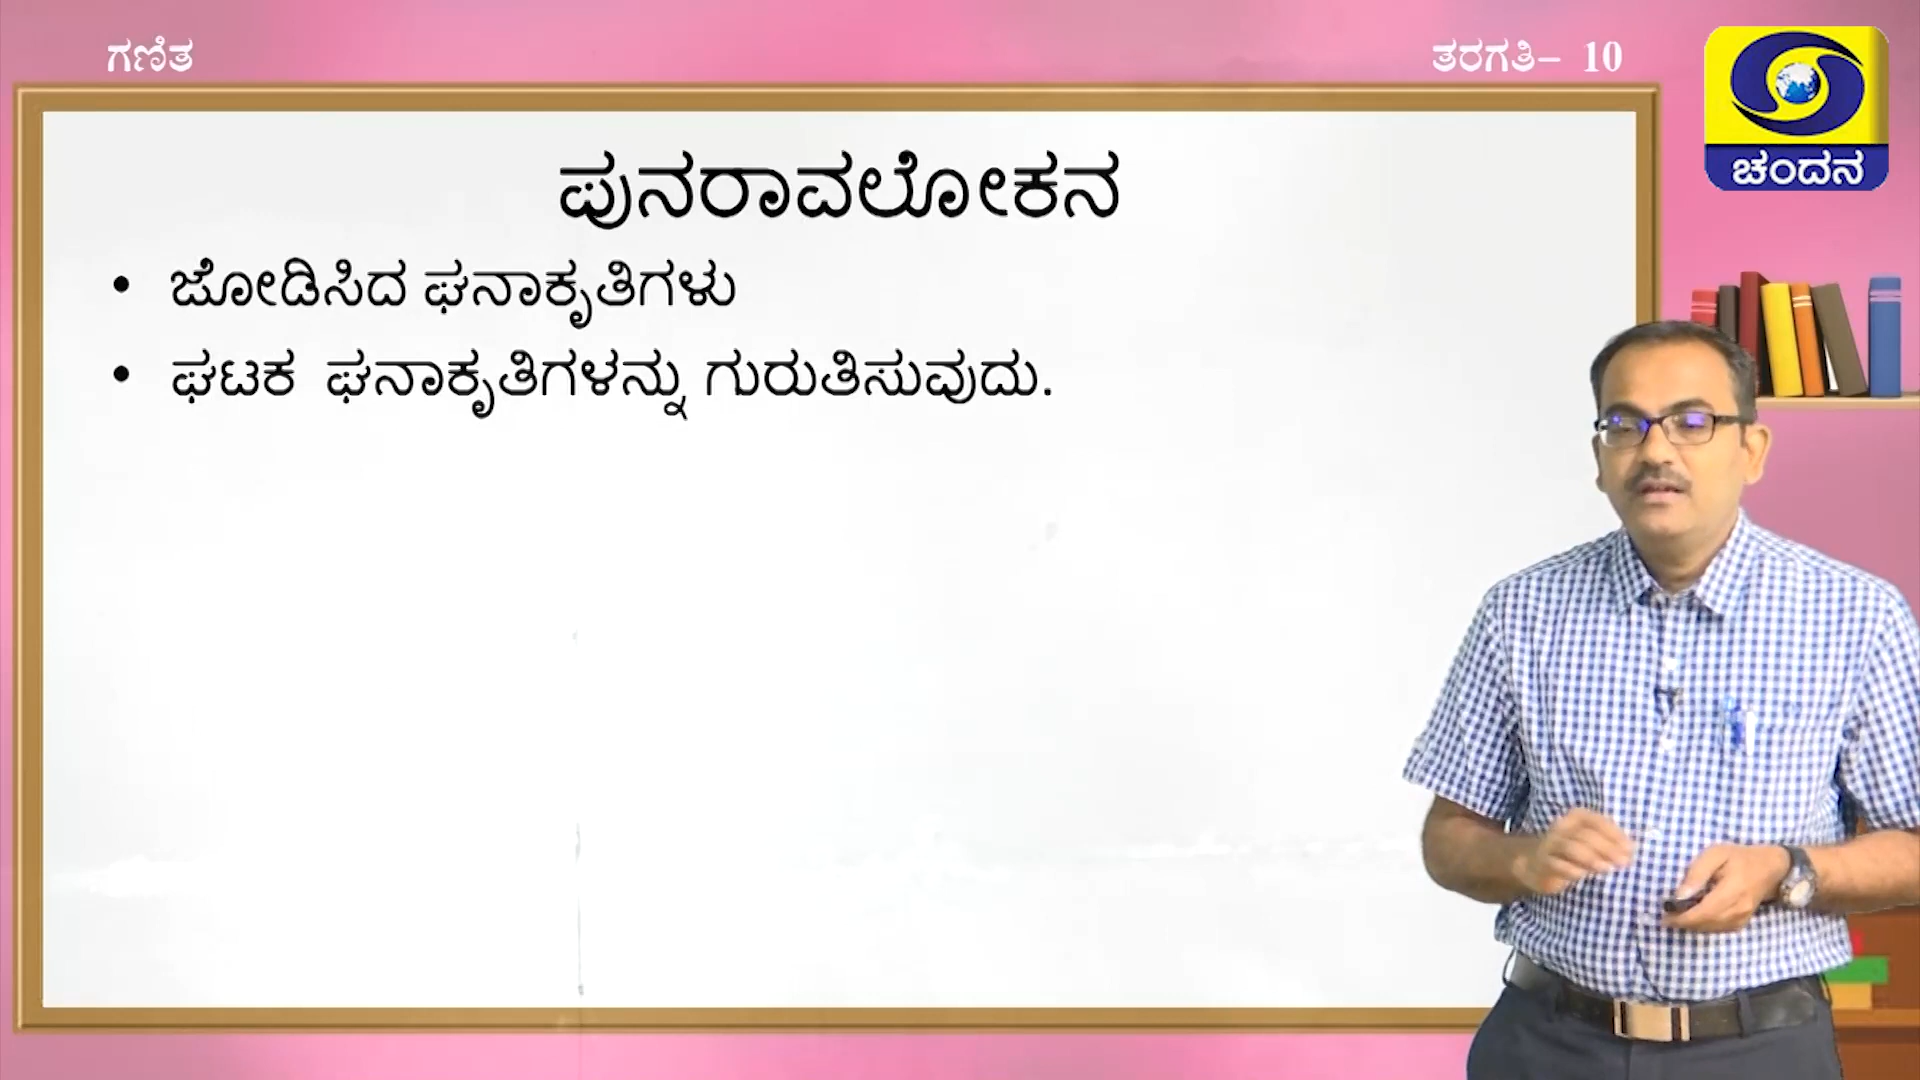 ಗಣಿತ
ತರಗತಿ– 10
ಚಂದನ
ಪುನರಾವಲೋಕನ
• ಜೋಡಿಸಿದ ಘನಾಕೃತಿಗಳು
• ಘಟಕ ಘನಾಕೃತಿಗಳನ್ನು ಗುರುತಿಸುವುದು.